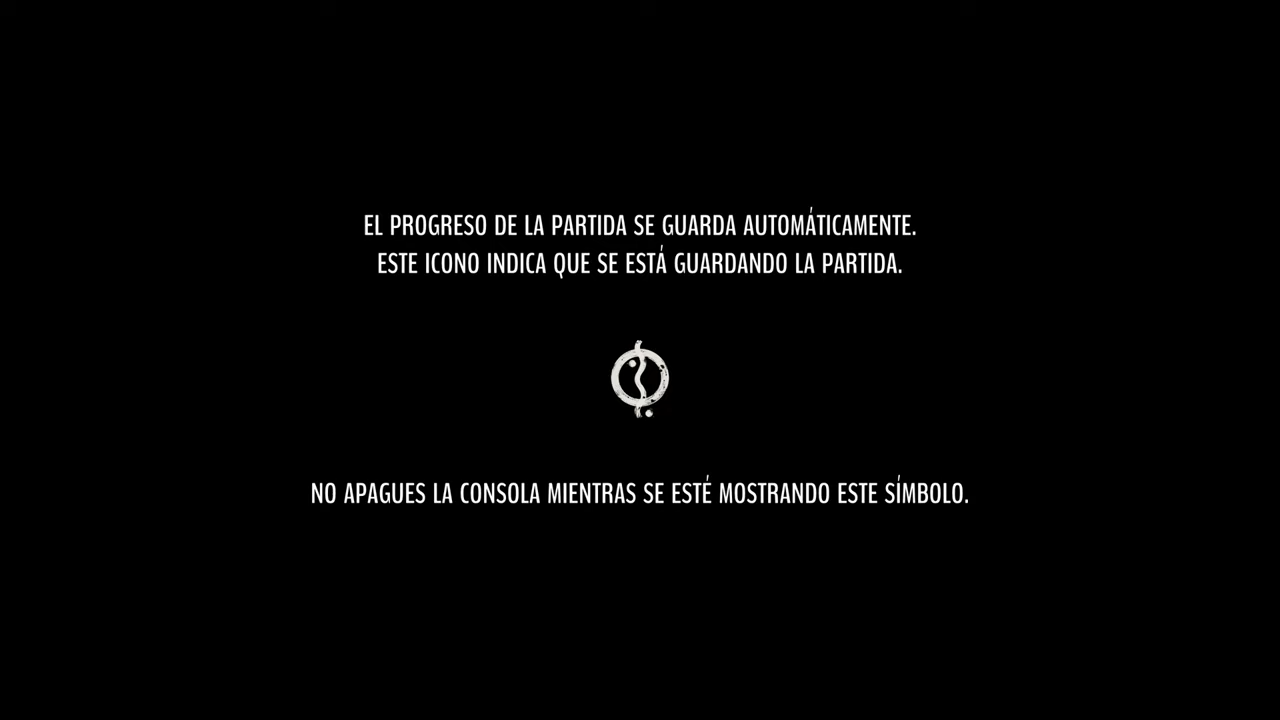 EL PROGRESO DE LA PARTIDA SE GUARDA AUTOMÁTICAMENTE.
ESTE ICONO INDICA QUE SE ESTÁ GUARDANDO LA PARTIDA.
NO APAGUES LA CONSOLA MIENTRAS SE ESTÉ MOSTRANDO ESTE SÍMBOLO.